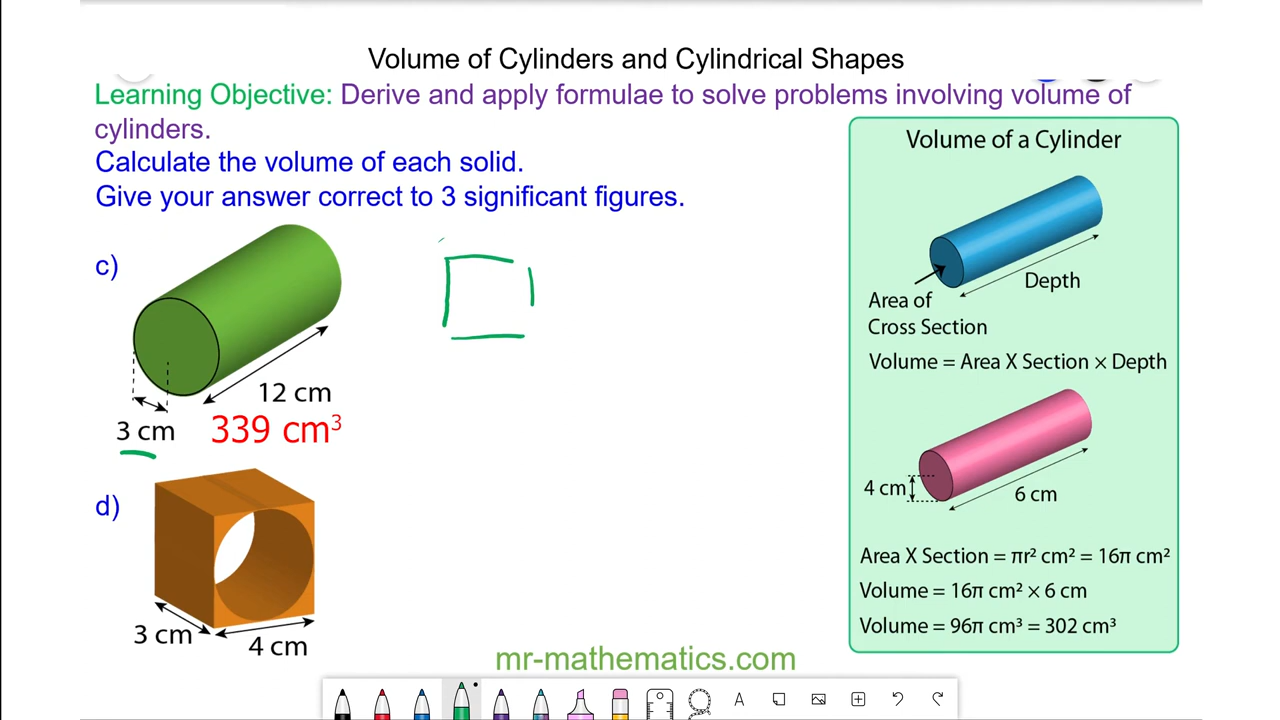 Volume of Cylinders and Cylindrical Shapes
Learning Objective: Derive and apply formulae to solve problems involving volume of
cylinders.
Calculate the volume of each solid.
Give your answer correct to 3 significant figures.
c)
12 cm
3 cm
339 cm³
d)
3 cm
4 cm
Volume of a Cylinder
Depth
Area of
Cross Section
Volume = Area X Section × Depth
4 cm
6 cm
Area X Section = πr² cm² = 16π cm²
Volume = 16π cm² × 6 cm
Volume = 96π cm³ = 302 cm³
mr-mathematics.com
A